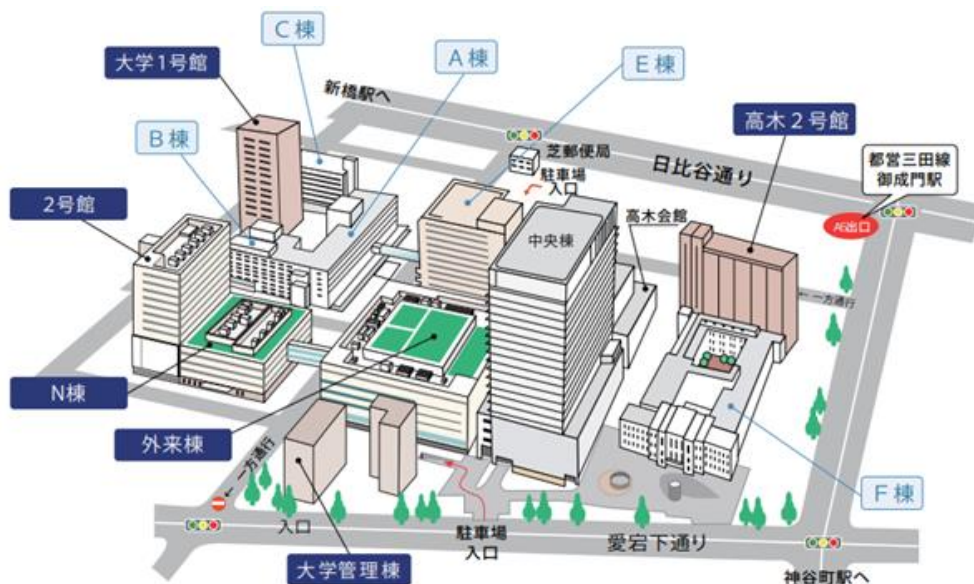 C棟
大学1号館
A棟
E棟
新橋駅へ
高木2号館
B棟
芝郵便局
日比谷通り
都営三田線
御成門駅
駐車場
入口
2号館
高木会館
A6出口
中央棟
一方通行
N棟
外来棟
一方通行
F棟
入口
駐車場
入口
愛宕下通り
大学管理棟
神谷町駅へ